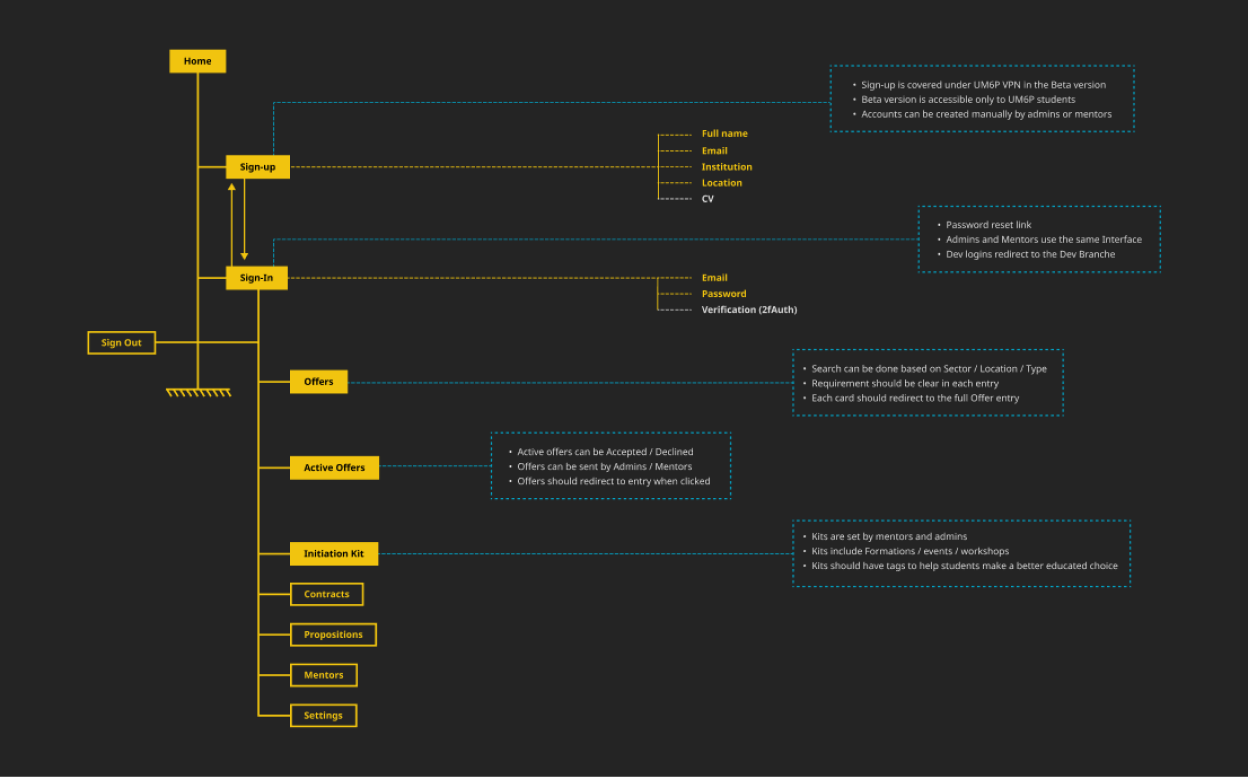 Home
• Sign-up is covered under UM6P VPN in the Beta version
• Beta version is accessible only to UM6P students
• Accounts can be created manually by admins or mentors
Sign-up
Full name
Email
Institution
Location
CV
• Password reset link
• Admins and Mentors use the same Interface
• Dev logins redirect to the Dev Branche
Sign-In
Email
Password
Verification (2fAuth)
Sign Out
Offers
• Search can be done based on Sector / Location / Type
• Requirement should be clear in each entry
• Each card should redirect to the full Offer entry
Active Offers
• Active offers can be Accepted / Declined
• Offers can be sent by Admins / Mentors
• Offers should redirect to entry when clicked
Initiation Kit
• Kits are set by mentors and admins
• Kits include Formations / events / workshops
• Kits should have tags to help students make a better educated choice
Contracts
Propositions
Mentors
Settings